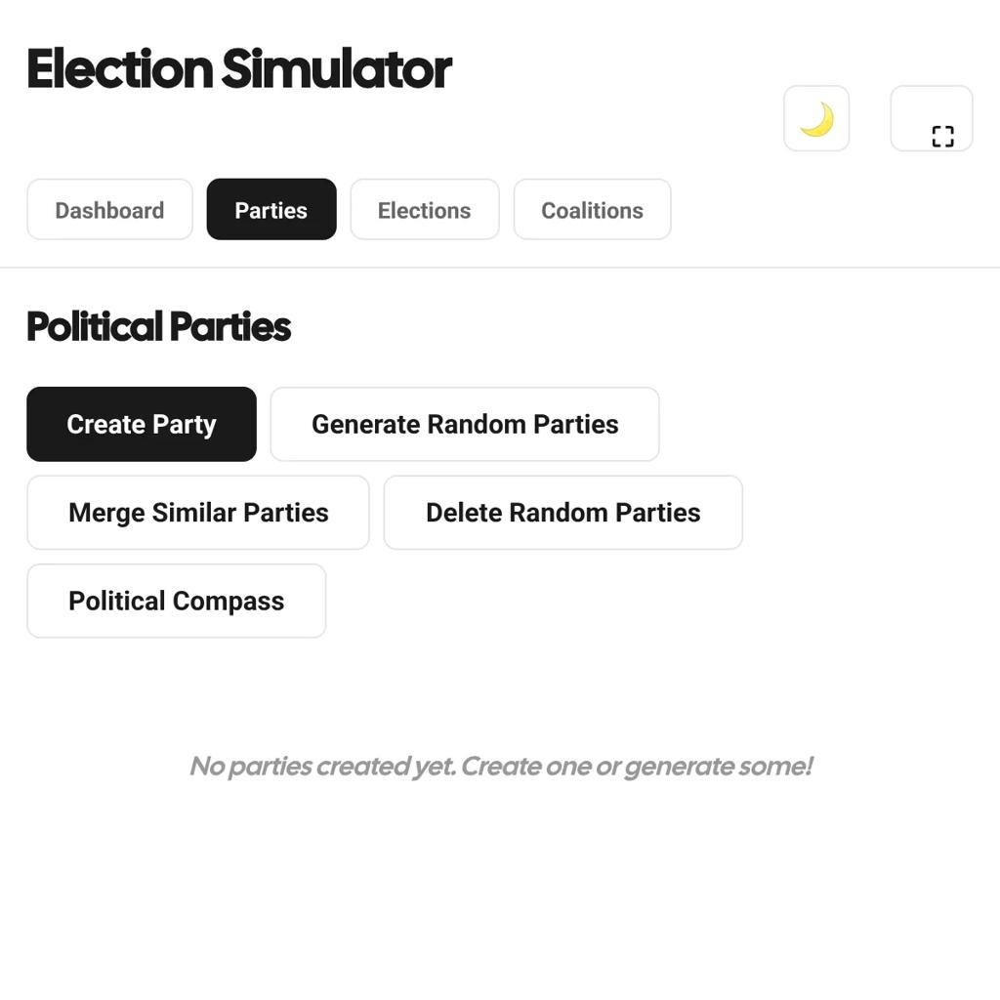 Election Simulator
Dashboard Parties Elections Coalitions
Political Parties
Create Party Generate Random Parties
Merge Similar Parties Delete Random Parties
Political Compass
No parties created yet. Create one or generate some!